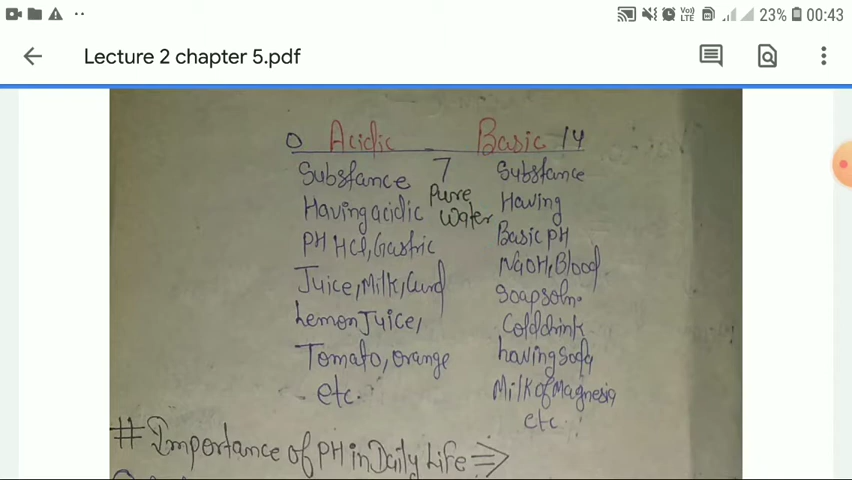 23% 00:43
Lecture 2 chapter 5.pdf
0 Acidic - Basic 14
7
Pure
Water
Substance
Having acidic
PH HCl, Gastric
Juice, Milk, Curd
Lemon Juice,
Tomato, orange
etc.
Substance
Having
Basic pH
NaOH, Blood
Soap soln.
Cold drink
having Soda
Milk of Magnesia
etc
# Importance of PH in Daily Life ⇒